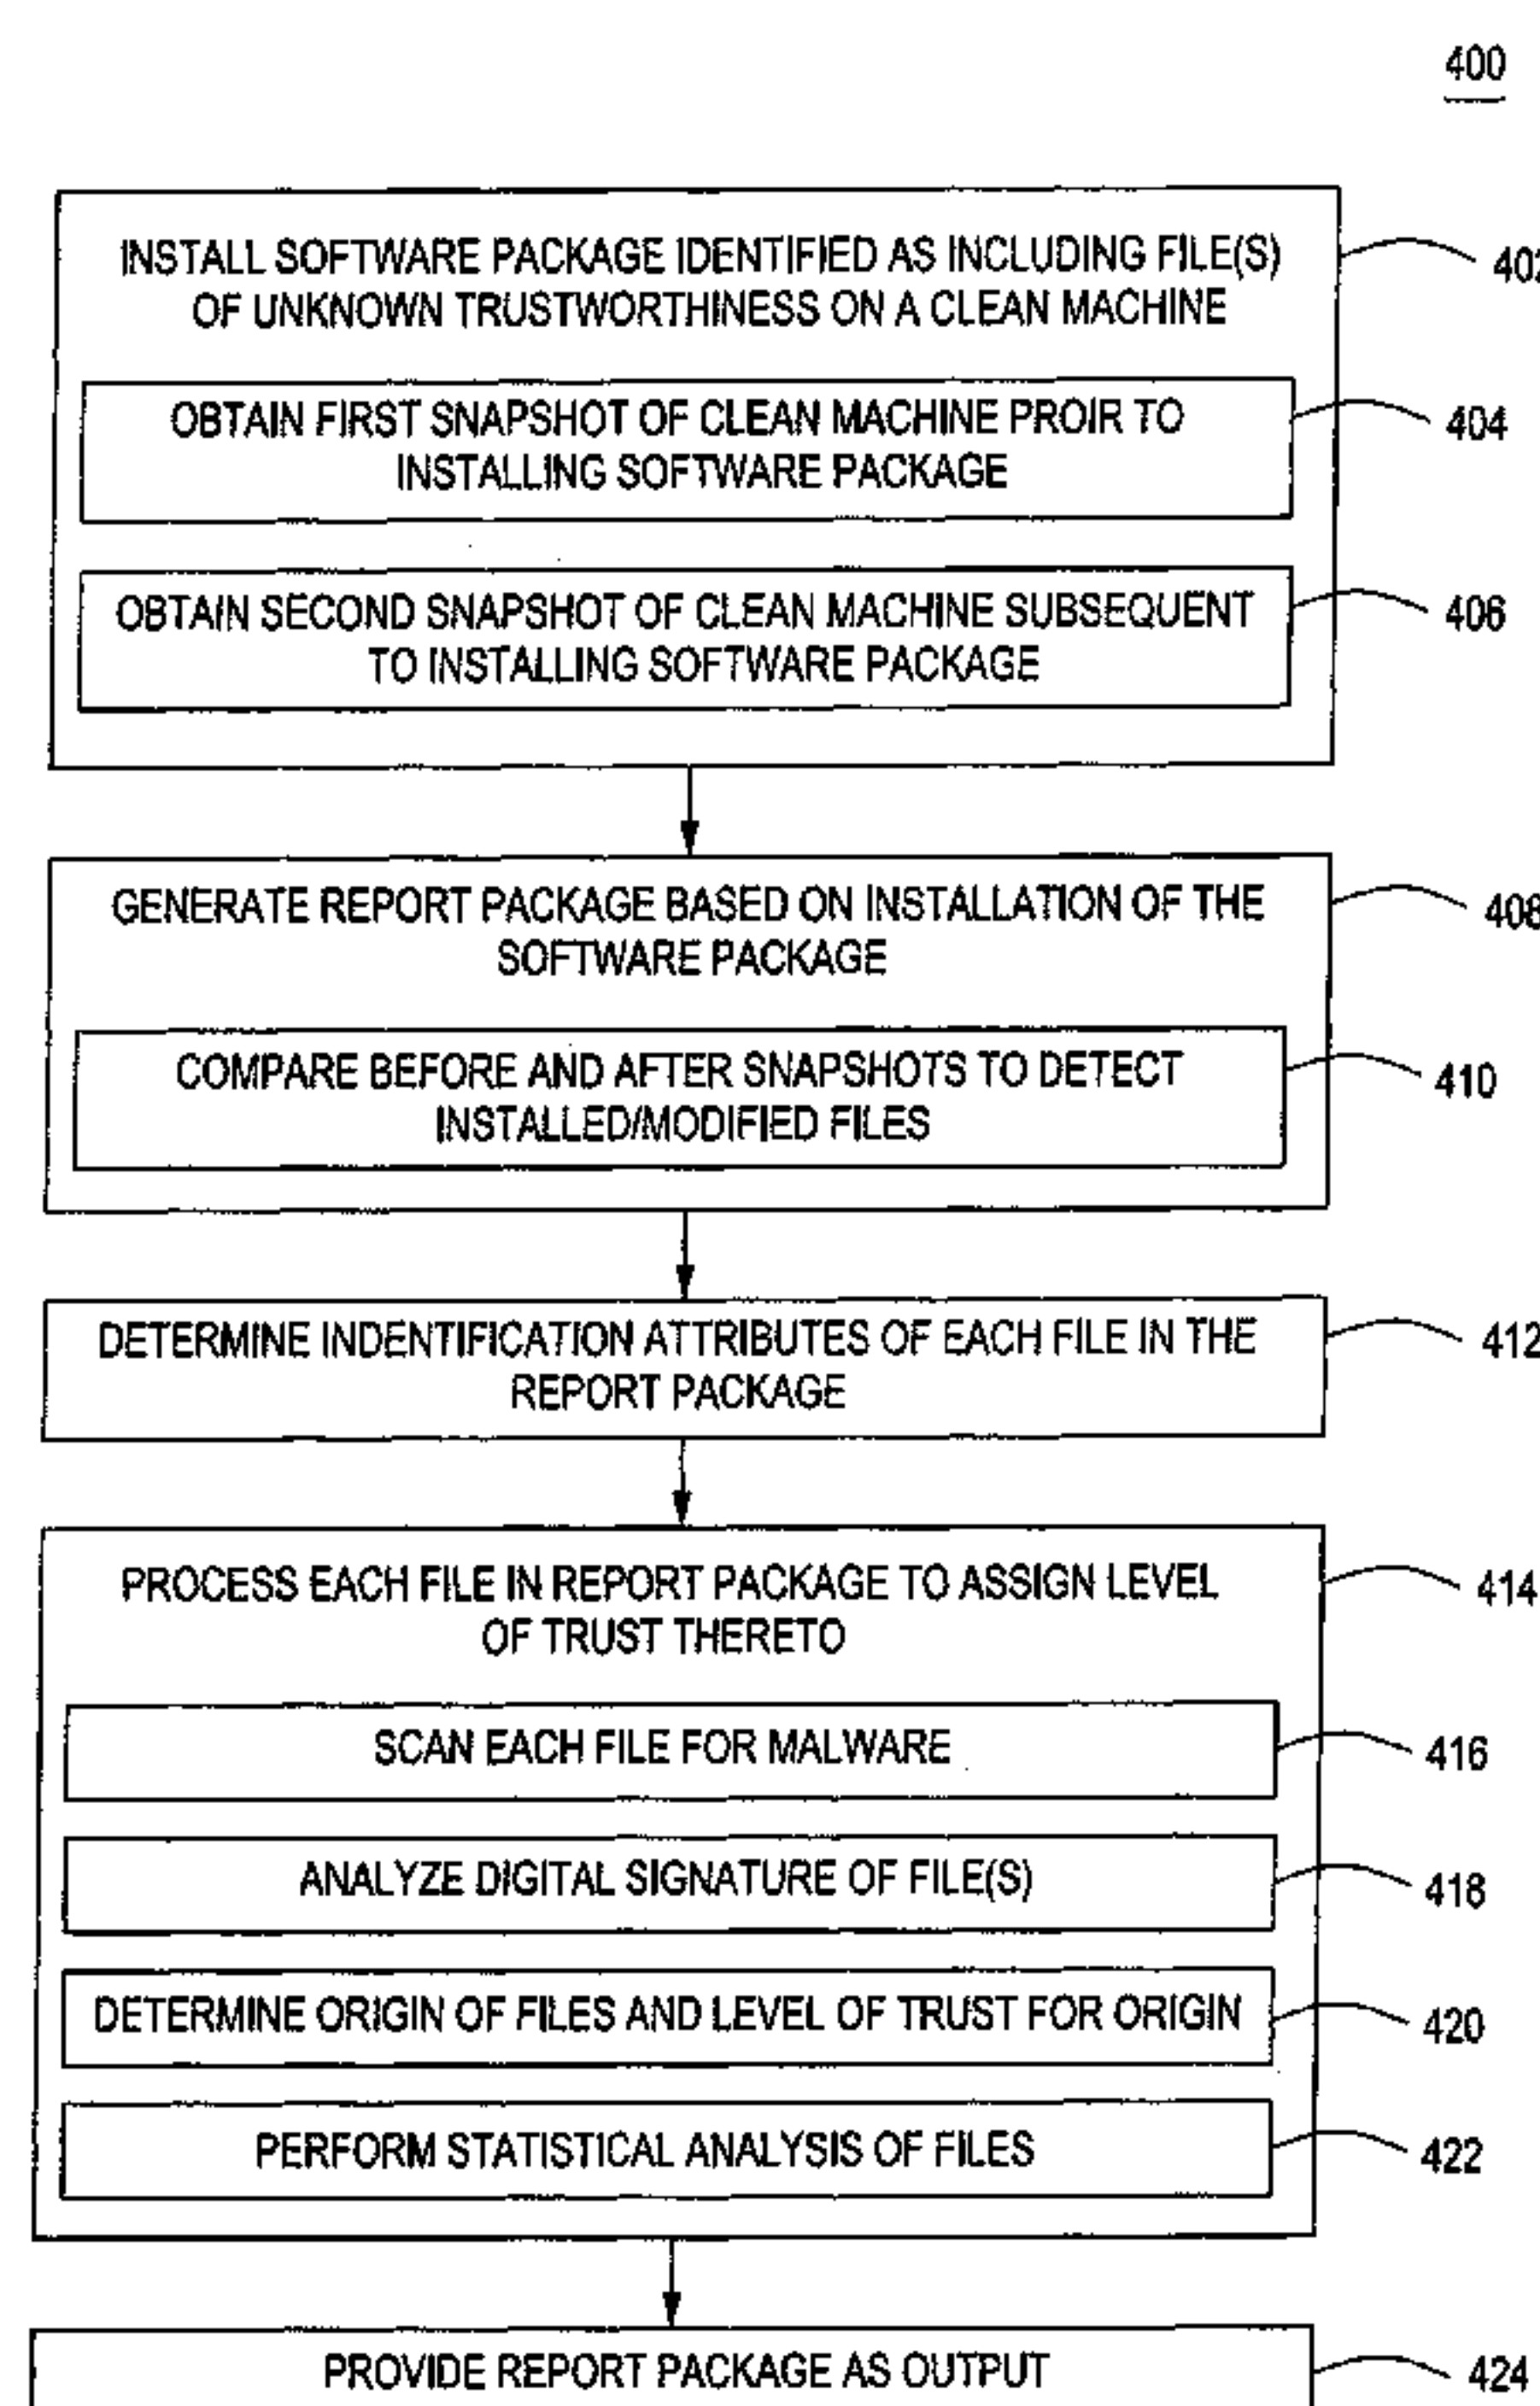 400
INSTALL SOFTWARE PACKAGE IDENTIFIED AS INCLUDING FILE(S)
OF UNKNOWN TRUSTWORTHINESS ON A CLEAN MACHINE
402
OBTAIN FIRST SNAPSHOT OF CLEAN MACHINE PROIR TO
INSTALLING SOFTWARE PACKAGE
404
OBTAIN SECOND SNAPSHOT OF CLEAN MACHINE SUBSEQUENT
TO INSTALLING SOFTWARE PACKAGE
406
GENERATE REPORT PACKAGE BASED ON INSTALLATION OF THE
SOFTWARE PACKAGE
408
COMPARE BEFORE AND AFTER SNAPSHOTS TO DETECT
INSTALLED/MODIFIED FILES
410
DETERMINE INDENTIFICATION ATTRIBUTES OF EACH FILE IN THE
REPORT PACKAGE
412
PROCESS EACH FILE IN REPORT PACKAGE TO ASSIGN LEVEL
OF TRUST THERETO
414
SCAN EACH FILE FOR MALWARE
416
ANALYZE DIGITAL SIGNATURE OF FILE(S)
418
DETERMINE ORIGIN OF FILES AND LEVEL OF TRUST FOR ORIGIN
420
PERFORM STATISTICAL ANALYSIS OF FILES
422
PROVIDE REPORT PACKAGE AS OUTPUT
424